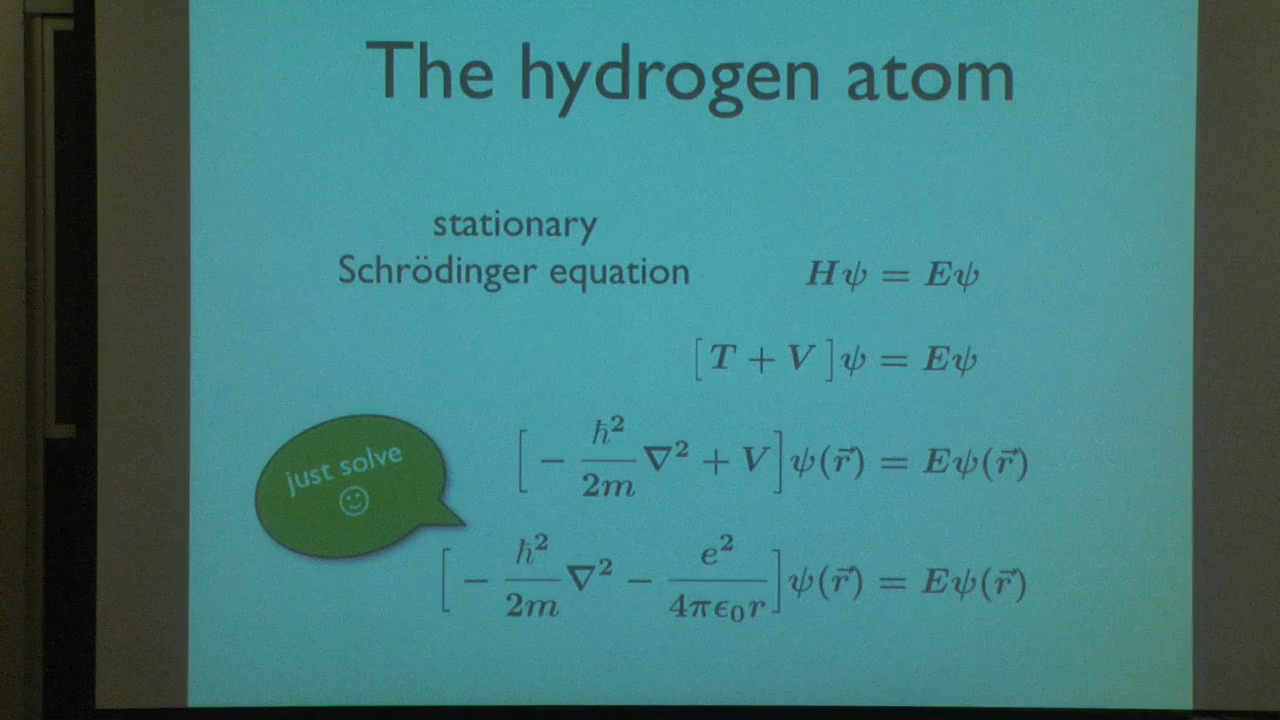 The hydrogen atom
stationary
Schrödinger equation
Hψ = Eψ
[T + V]ψ = Eψ
[ − ℏ²/2m ∇² + V ]ψ(r⃗) = Eψ(r⃗)
just solve
☺
[ − ℏ²/2m ∇² − e²/4πϵ₀r ]ψ(r⃗) = Eψ(r⃗)